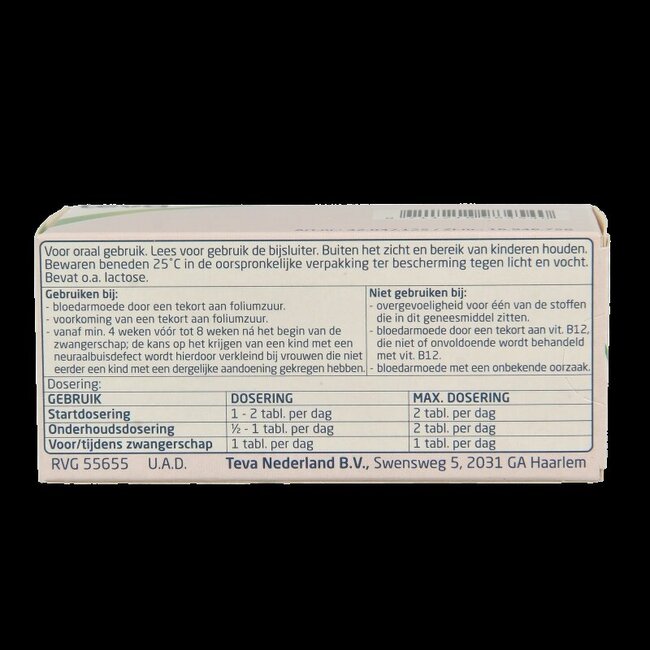 Voor oraal gebruik. Lees voor gebruik de bijsluiter. Buiten het zicht en bereik van kinderen houden.
Bewaren beneden 25˚C in de oorspronkelijke verpakking ter bescherming tegen licht en vocht.
Bevat o.a. lactose.
Gebruiken bij:
- bloedarmoede door een tekort aan foliumzuur.
- voorkoming van een tekort aan foliumzuur.
- vanaf min. 4 weken vóór tot 8 weken ná het begin van de
zwangerschap; de kans op het krijgen van een kind met een
neuraalbuisdefect wordt hierdoor verkleind bij vrouwen die niet
eerder een kind met een dergelijke aandoening gekregen hebben.
Niet gebruiken bij:
- overgevoeligheid voor één van de stoffen
die in dit geneesmiddel zitten.
- bloedarmoede door een tekort aan vit. B12,
die niet of onvoldoende wordt behandeld
met vit. B12.
- bloedarmoede met een onbekende oorzaak.
Dosering:
GEBRUIK DOSERING MAX. DOSERING
Startdosering 1 - 2 tabl. per dag 2 tabl. per dag
Onderhoudsdosering ½ - 1 tabl. per dag 2 tabl. per dag
Voor/tijdens zwangerschap 1 tabl. per dag 1 tabl. per dag
RVG 55655 U.A.D. Teva Nederland B.V., Swensweg 5, 2031 GA Haarlem